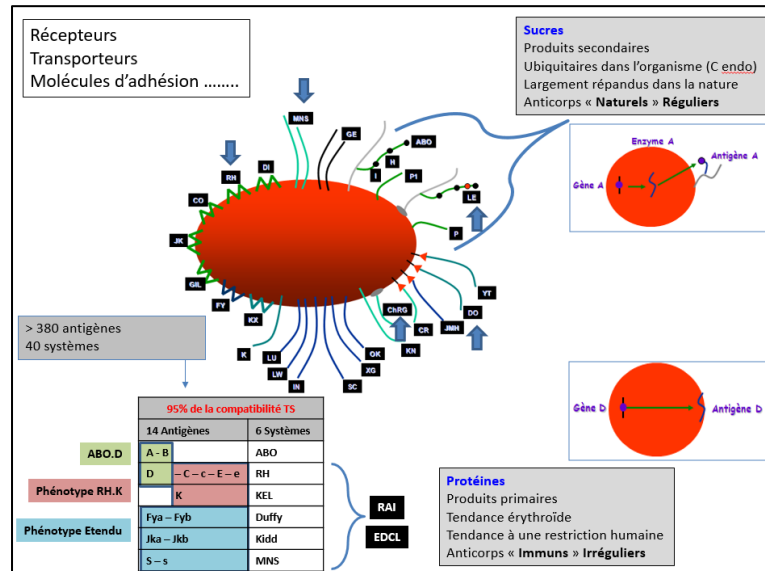 Récepteurs
Transporteurs
Molécules d'adhésion ........
Sucres
Produits secondaires
Ubiquitaires dans l'organisme (C endo)
Largement répandus dans la nature
Anticorps « Naturels » Réguliers
MNS
GE
ABO
H
I
P1
LE
P
RH
DI
CO
JK
GIL
FY
KX
K
LU
LW
IN
SC
XG
OK
KN
CR
ChRG
JMH
DO
YT
Enzyme A
Antigène A
Gène A
> 380 antigènes
40 systèmes
Gène D
Antigène D
95% de la compatibilité TS
14 Antigènes
6 Systèmes
ABO.D
A - B
ABO
D
– C – c – E – e
RH
Phénotype RH.K
K
KEL
Phénotype Etendu
Fya – Fyb
Duffy
Jka - Jkb
Kidd
S – s
MNS
RAI
EDCL
Protéines
Produits primaires
Tendance érythroïde
Tendance à une restriction humaine
Anticorps « Immuns » Irréguliers